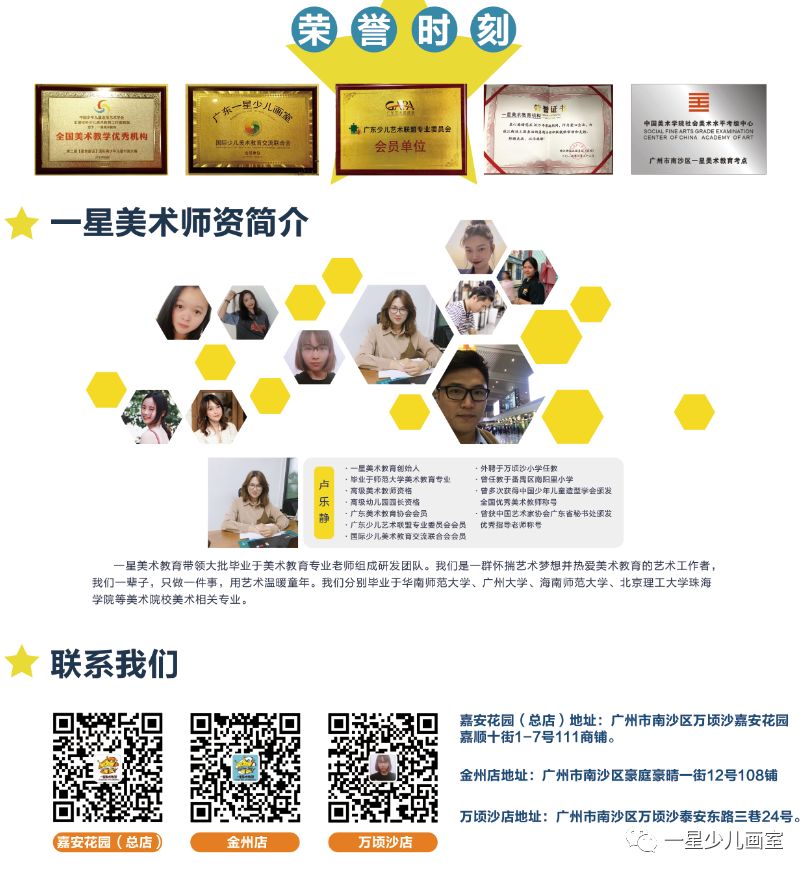 荣誉时刻
全国美术教学优秀机构
广东一星少儿画室
国际少儿美术教育交流联合会
GAPA
广东少儿艺术联盟专业委员会
会员单位
中国美术学院社会美术水平考级中心
SOCIAL FINE ARTS GRADE EXAMINATION
CENTER OF CHINA ACADEMY OF ART
广州市南沙区一星美术教育考点
一星美术师资简介
卢乐静
·一星美术教育创始人
·毕业于师范大学美术教育专业
·高级美术教师资格
·高级幼儿园园长资格
·广东美术教育协会会员
·广东少儿艺术联盟专业委员会会员
·国际少儿美术教育交流联合会会员
·外聘于万顷沙小学任教
·曾任教于番禺区南阳里小学
·曾多次获得中国少年儿童造型学会颁发
全国优秀美术教师称号
·曾获中国艺术家协会广东省秘书处颁发
优秀指导老师称号
一星美术教育带领大批毕业于美术教育专业老师组成研发团队。我们是一群怀揣艺术梦想并热爱美术教育的艺术工作者，
我们一辈子，只做一件事，用艺术温暖童年。我们分别毕业于华南师范大学、广州大学、海南师范大学、北京理工大学珠海
学院等美术院校美术相关专业。
联系我们
嘉安花园（总店）
金州店
万顷沙店
嘉安花园（总店）地址：广州市南沙区万顷沙嘉安花园
嘉顺十街1-7号111商铺。
金州店地址：广州市南沙区豪庭豪晴一街12号108铺
万顷沙店地址：广州市南沙区万顷沙泰安东路三巷24号。
一星少儿画室